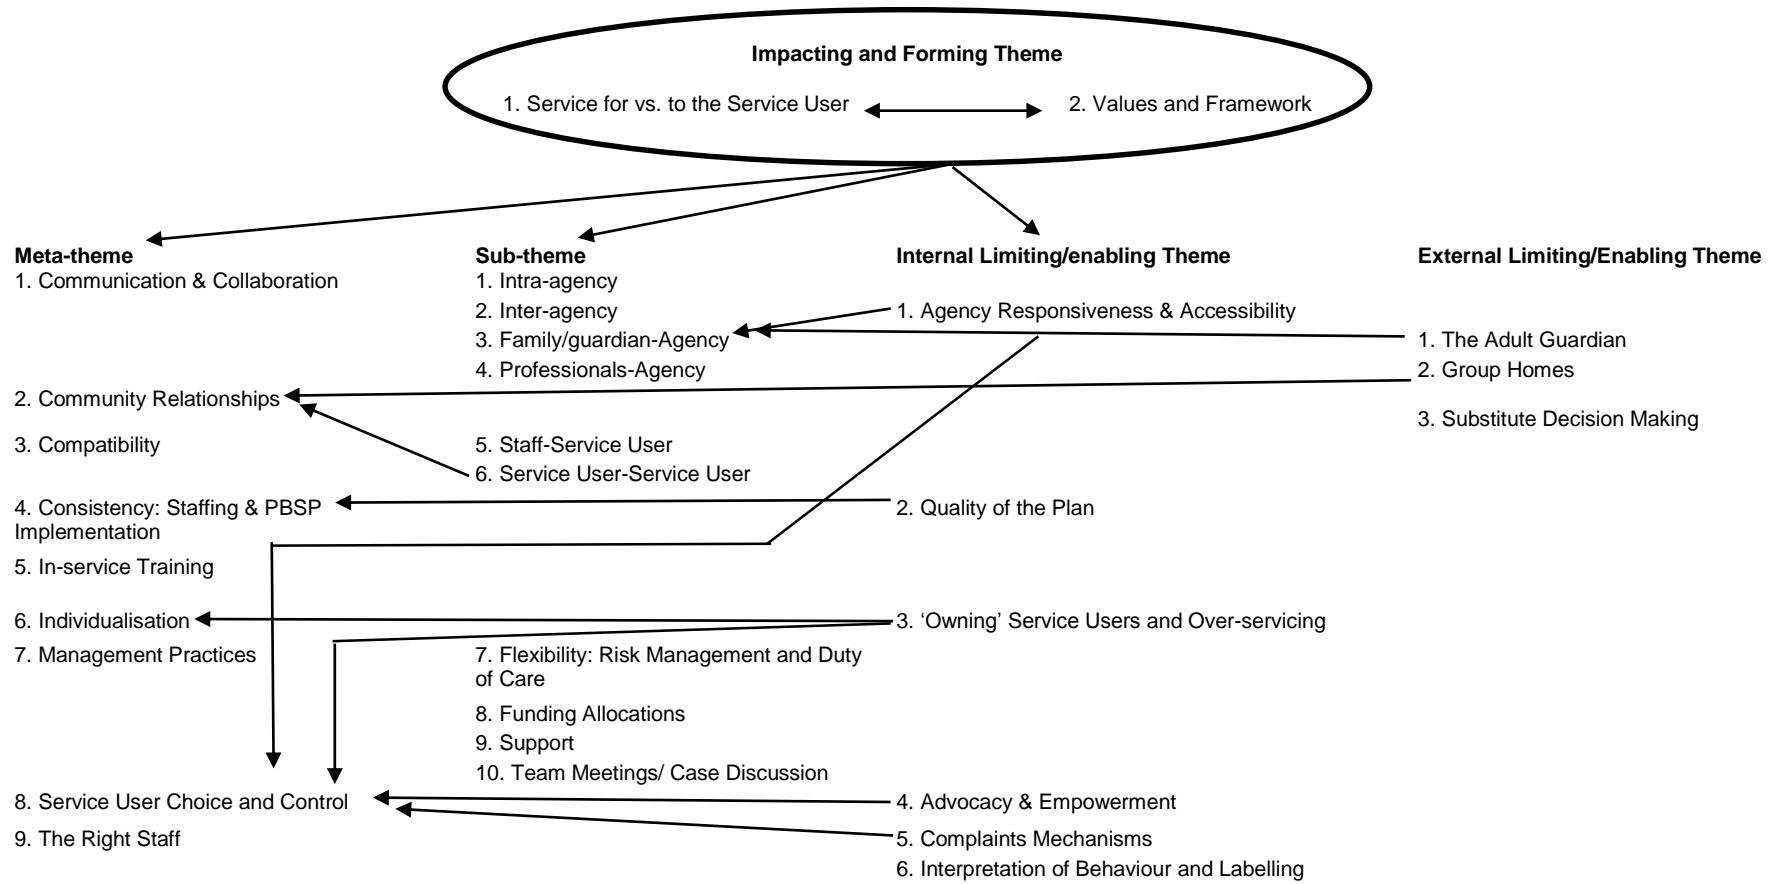 Impacting and Forming Theme
1. Service for vs. to the Service User
2. Values and Framework
Meta-theme
1. Communication & Collaboration
2. Community Relationships
3. Compatibility
4. Consistency: Staffing & PBSP
Implementation
5. In-service Training
6. Individualisation
7. Management Practices
8. Service User Choice and Control
9. The Right Staff
Sub-theme
1. Intra-agency
2. Inter-agency
3. Family/guardian-Agency
4. Professionals-Agency
5. Staff-Service User
6. Service User-Service User
7. Flexibility: Risk Management and Duty
of Care
8. Funding Allocations
9. Support
10. Team Meetings/ Case Discussion
Internal Limiting/enabling Theme
1. Agency Responsiveness & Accessibility
2. Quality of the Plan
3. ‘Owning’ Service Users and Over-servicing
4. Advocacy & Empowerment
5. Complaints Mechanisms
6. Interpretation of Behaviour and Labelling
External Limiting/Enabling Theme
1. The Adult Guardian
2. Group Homes
3. Substitute Decision Making